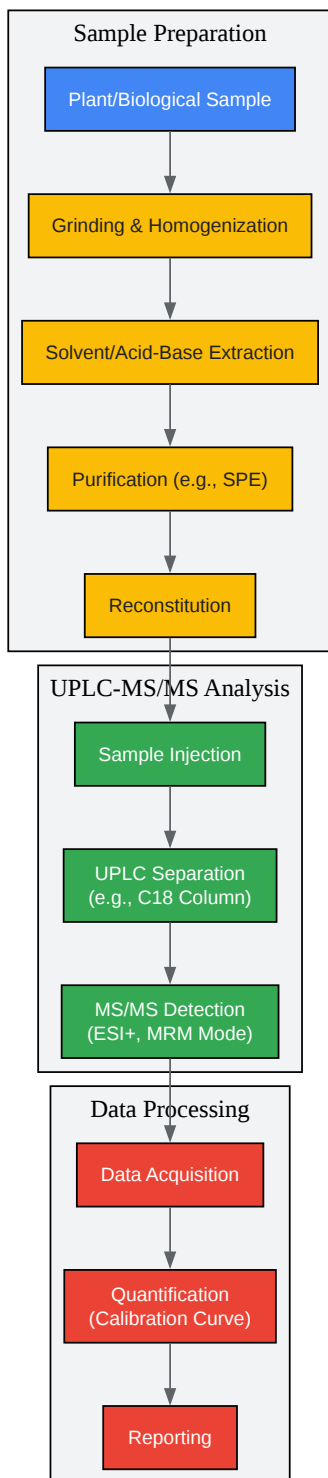 Sample Preparation
Plant/Biological Sample
Grinding & Homogenization
Solvent/Acid-Base Extraction
Purification (e.g., SPE)
Reconstitution
UPLC-MS/MS Analysis
Sample Injection
UPLC Separation
(e.g., C18 Column)
MS/MS Detection
(ESI+, MRM Mode)
Data Processing
Data Acquisition
Quantification
(Calibration Curve)
Reporting